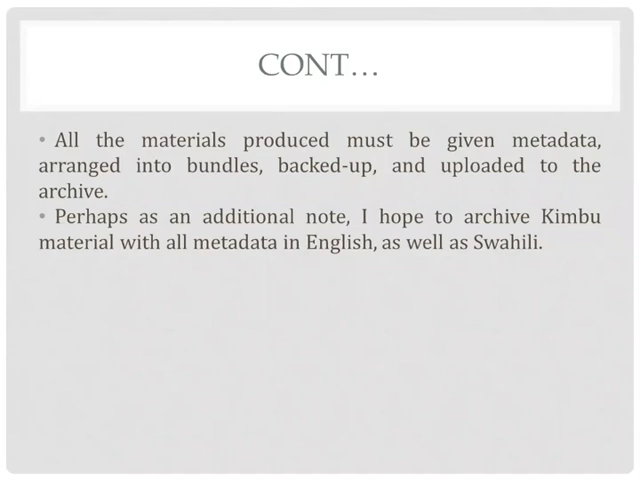 CONT…
• All the materials produced must be given metadata,
arranged into bundles, backed-up, and uploaded to the
archive.
• Perhaps as an additional note, I hope to archive Kimbu
material with all metadata in English, as well as Swahili.